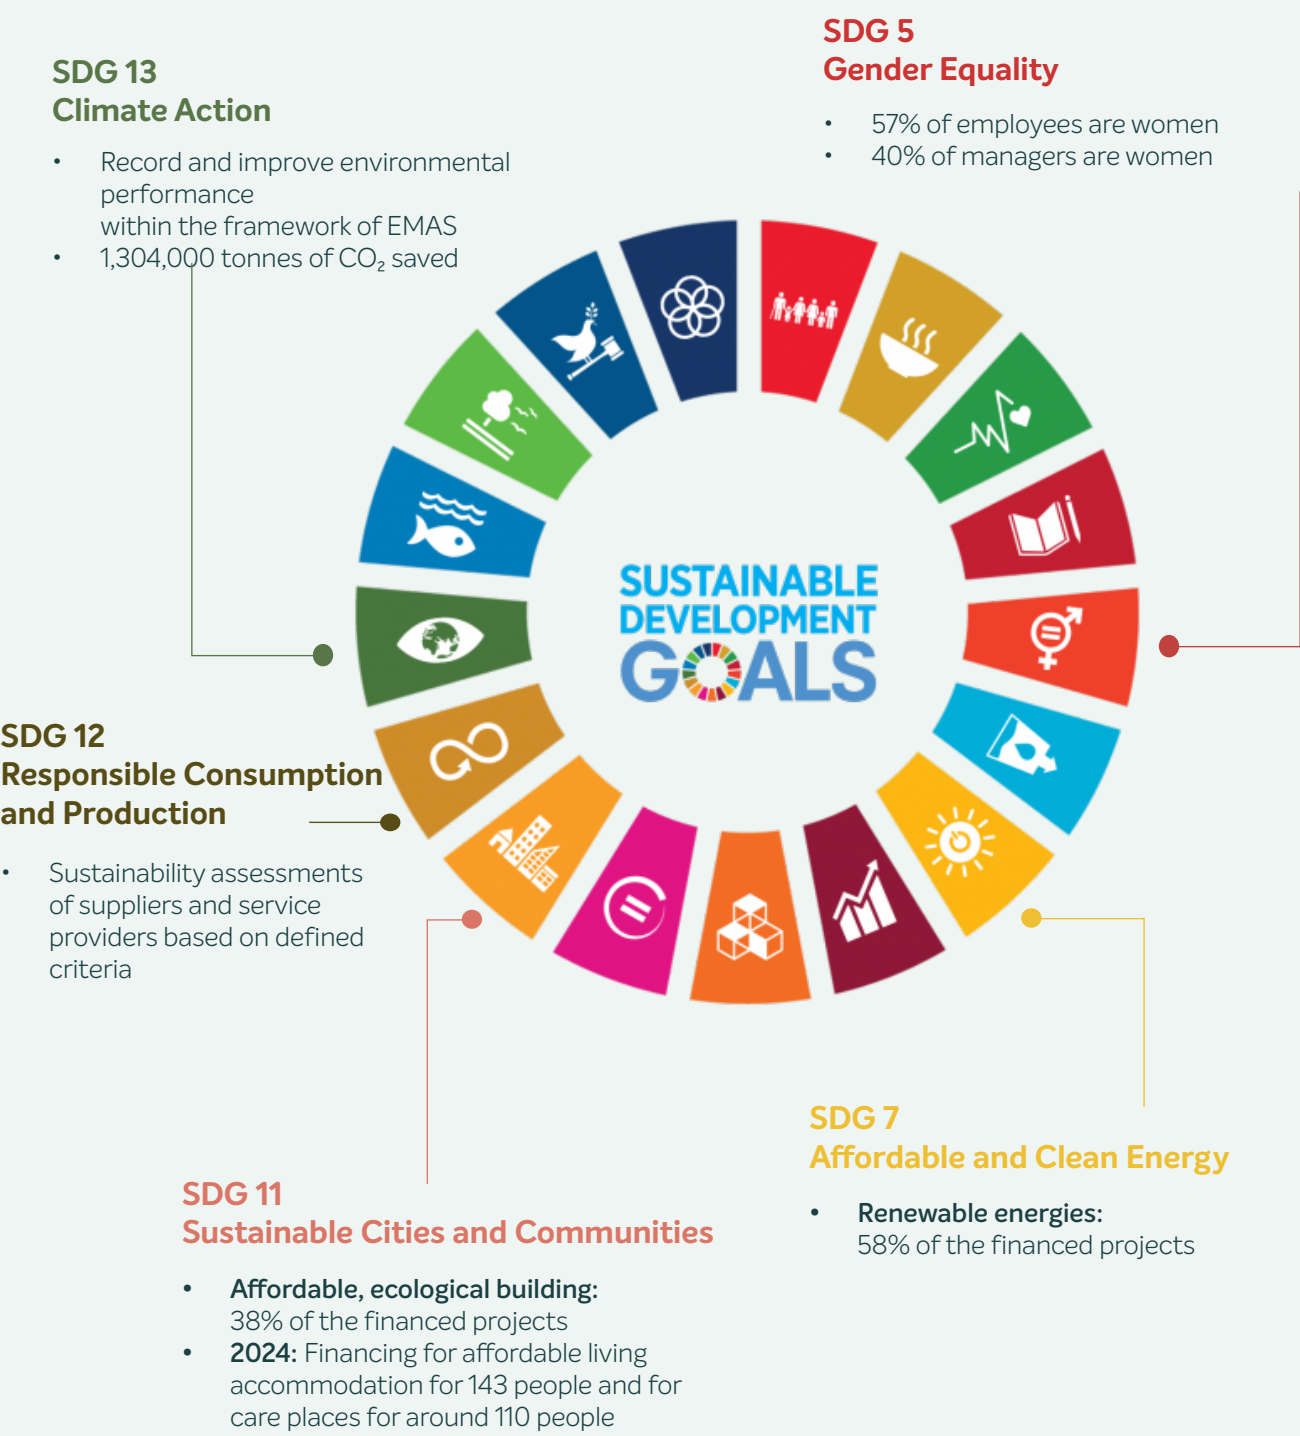 SDG 13
Climate Action
• Record and improve environmental
performance
within the framework of EMAS
• 1,304,000 tonnes of CO₂ saved
SDG 5
Gender Equality
• 57% of employees are women
• 40% of managers are women
SUSTAINABLE
DEVELOPMENT
GOALS
SDG 12
Responsible Consumption
and Production
• Sustainability assessments
of suppliers and service
providers based on defined
criteria
SDG 11
Sustainable Cities and Communities
• Affordable, ecological building:
38% of the financed projects
• 2024: Financing for affordable living
accommodation for 143 people and for
care places for around 110 people
SDG 7
Affordable and Clean Energy
• Renewable energies:
58% of the financed projects